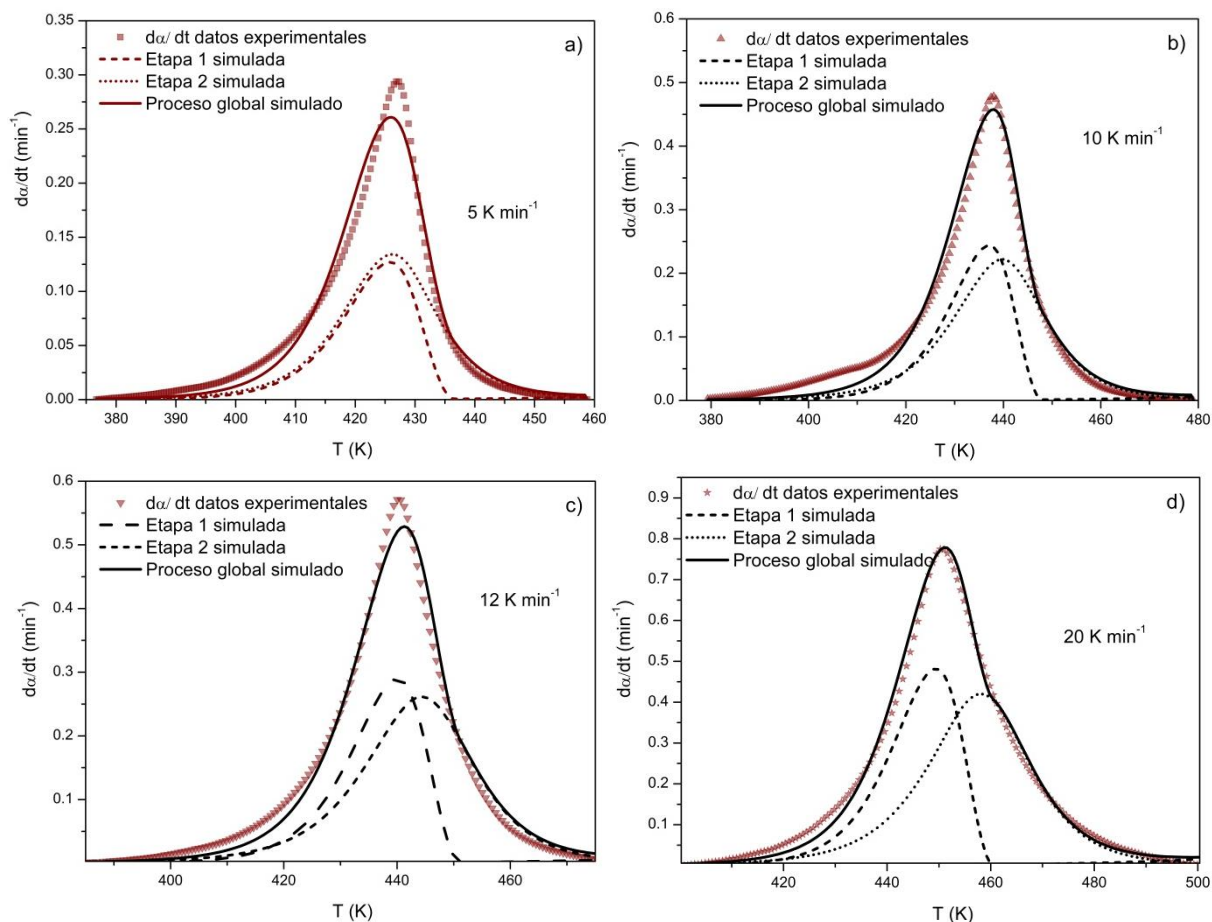 dα/ dt datos experimentales
Etapa 1 simulada
Etapa 2 simulada
Proceso global simulado
a)
5 K min⁻¹
dα/dt (min⁻¹)
0.35
0.30
0.25
0.20
0.15
0.10
0.05
0.00
380 390 400 410 420 430 440 450 460
T (K)
dα/ dt datos experimentales
Etapa 1 simulada
Etapa 2 simulada
Proceso global simulado
b)
10 K min⁻¹
dα/dt (min⁻¹)
0.6
0.5
0.4
0.3
0.2
0.1
0.0
380 400 420 440 460 480
T (K)
dα/ dt datos experimentales
Etapa 1 simulada
Etapa 2 simulada
Proceso global simulado
c)
12 K min⁻¹
dα/dt (min⁻¹)
0.6
0.5
0.4
0.3
0.2
0.1
400 420 440 460
T (K)
dα/ dt datos experimentales
Etapa 1 simulada
Etapa 2 simulada
Proceso global simulado
d)
20 K min⁻¹
dα/dt (min⁻¹)
0.9
0.8
0.7
0.6
0.5
0.4
0.3
0.2
0.1
420 440 460 480 500
T (K)